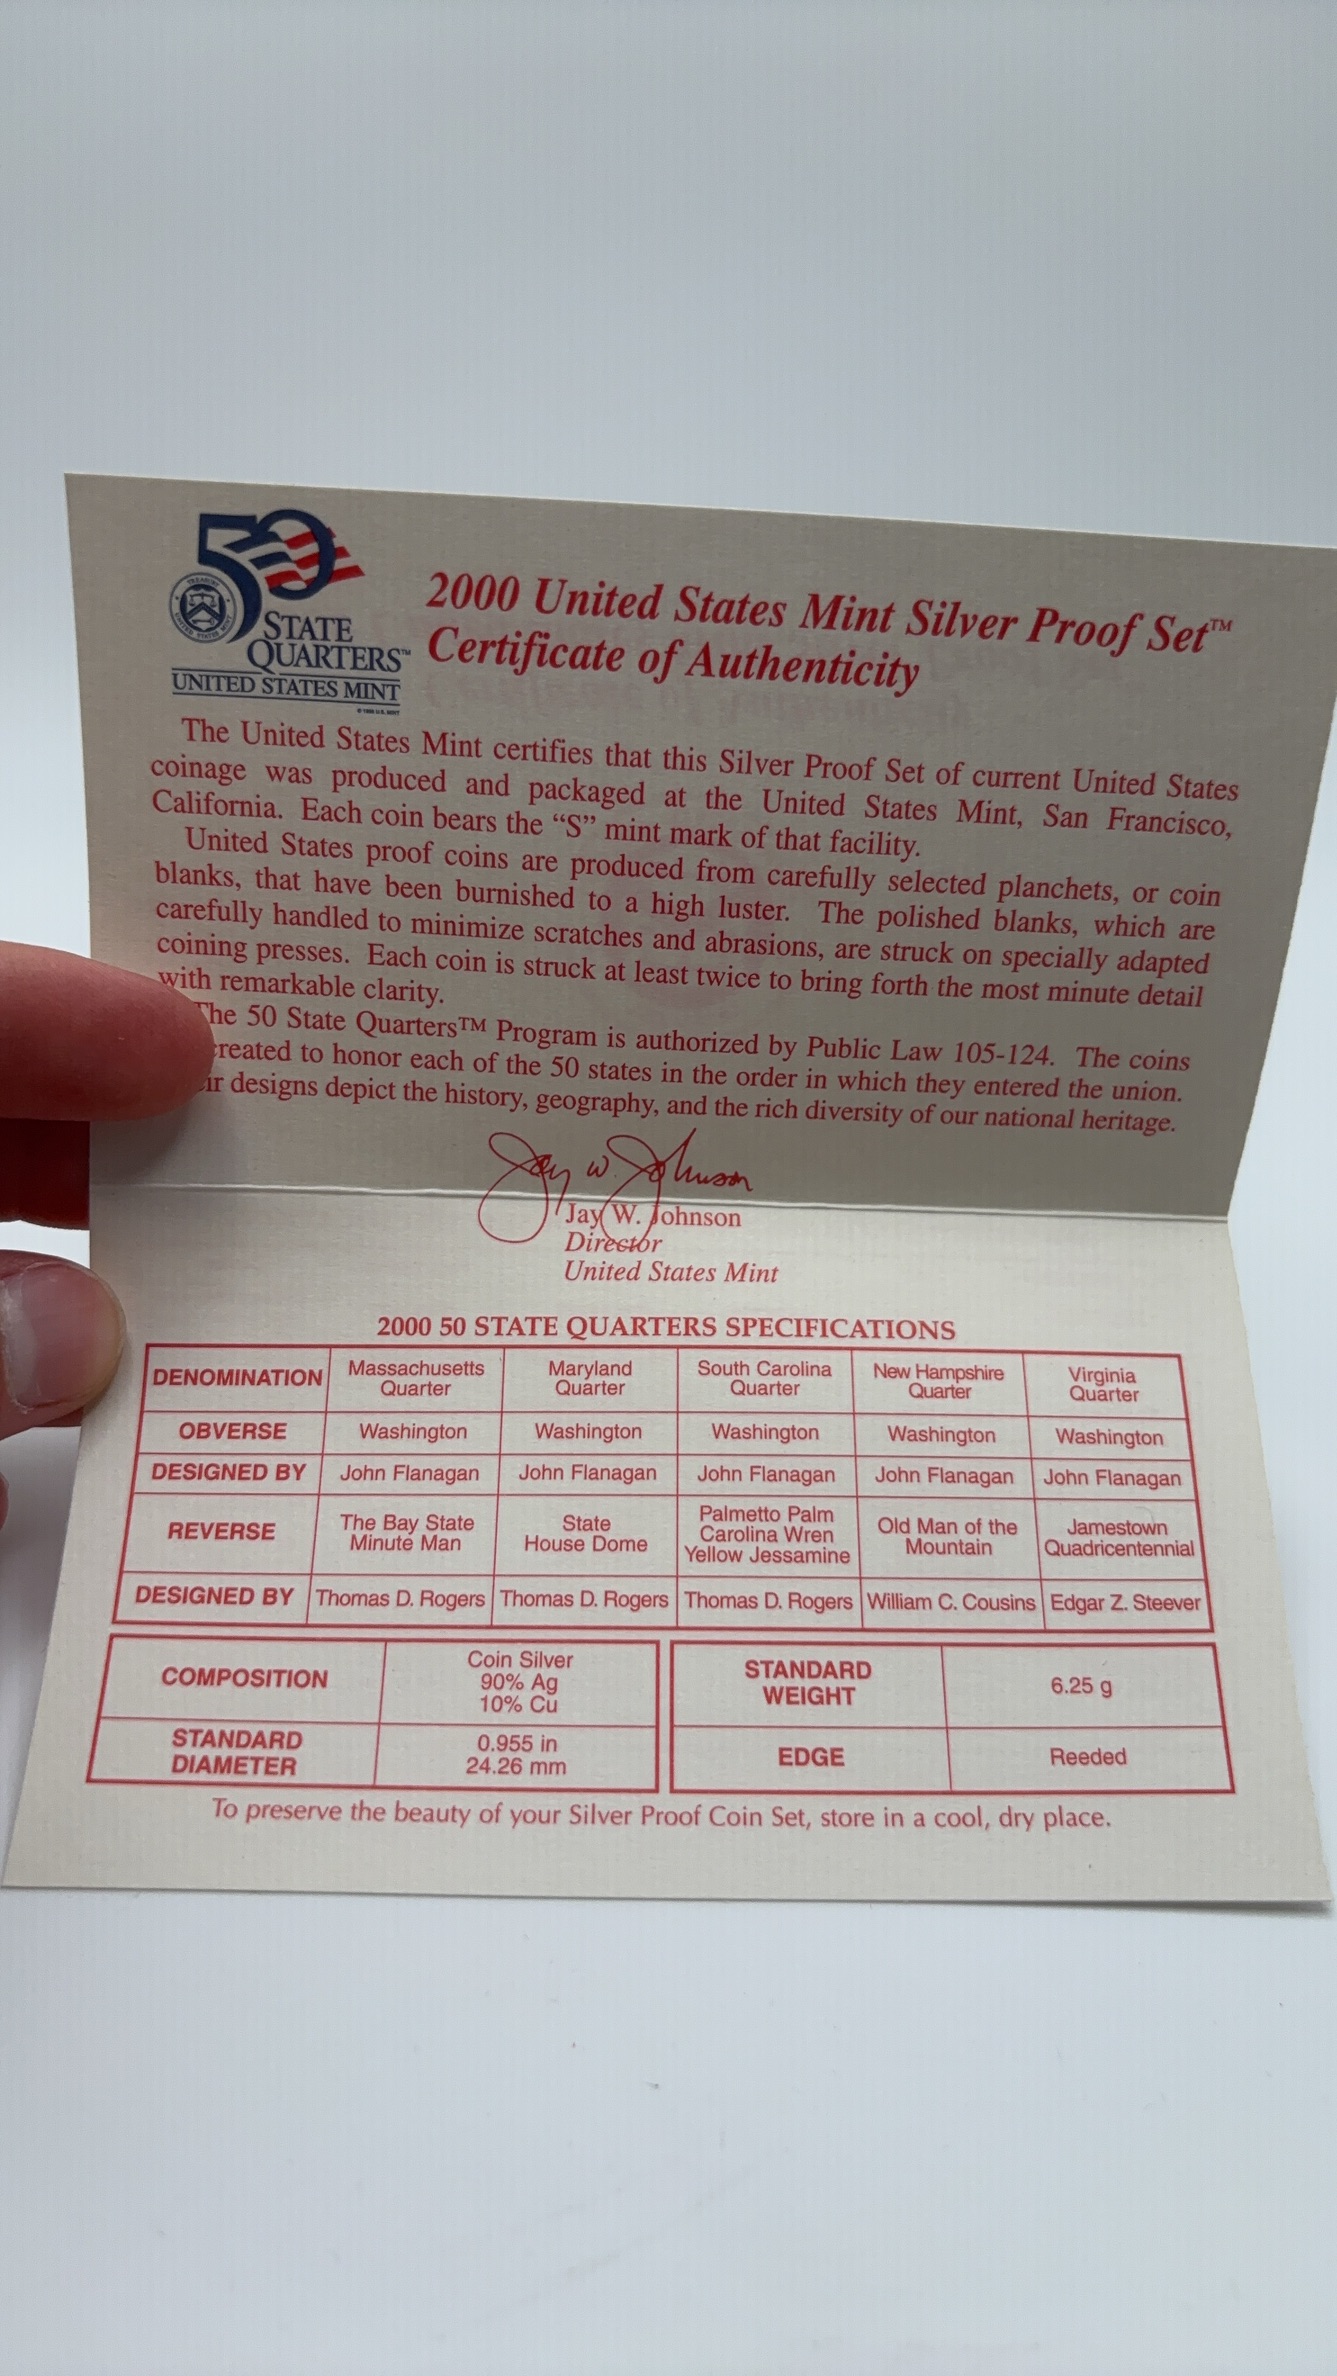 50
STATE
QUARTERS™
UNITED STATES MINT
2000 United States Mint Silver Proof Set™
Certificate of Authenticity
The United States Mint certifies that this Silver Proof Set of current United States
coinage was produced and packaged at the United States Mint, San Francisco,
California. Each coin bears the “S” mint mark of that facility.
United States proof coins are produced from carefully selected planchets, or coin
blanks, that have been burnished to a high luster. The polished blanks, which are
carefully handled to minimize scratches and abrasions, are struck on specially adapted
coining presses. Each coin is struck at least twice to bring forth the most minute detail
with remarkable clarity.
The 50 State Quarters™ Program is authorized by Public Law 105-124. The coins
created to honor each of the 50 states in the order in which they entered the union.
designs depict the history, geography, and the rich diversity of our national heritage.
Jay W. Johnson
Jay W. Johnson
Director
United States Mint
2000 50 STATE QUARTERS SPECIFICATIONS
DENOMINATION Massachusetts Quarter Maryland Quarter South Carolina Quarter New Hampshire Quarter Virginia Quarter
OBVERSE Washington Washington Washington Washington Washington
DESIGNED BY John Flanagan John Flanagan John Flanagan John Flanagan John Flanagan
REVERSE The Bay State Minute Man State House Dome Palmetto Palm Carolina Wren Yellow Jessamine Old Man of the Mountain Jamestown Quadricentennial
DESIGNED BY Thomas D. Rogers Thomas D. Rogers Thomas D. Rogers William C. Cousins Edgar Z. Steever
COMPOSITION Coin Silver 90% Ag 10% Cu
STANDARD DIAMETER 0.955 in 24.26 mm
STANDARD WEIGHT 6.25 g
EDGE Reeded
To preserve the beauty of your Silver Proof Coin Set, store in a cool, dry place.